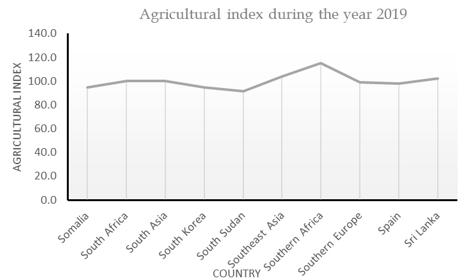 Agricultural index during the year 2019
140.0
120.0
100.0
80.0
60.0
40.0
20.0
0.0
AGRICULTURAL INDEX
Somalia
South Africa
South Asia
South Korea
South Sudan
Southeast Asia
Southern Africa
Southern Europe
Spain
Sri Lanka
COUNTRY